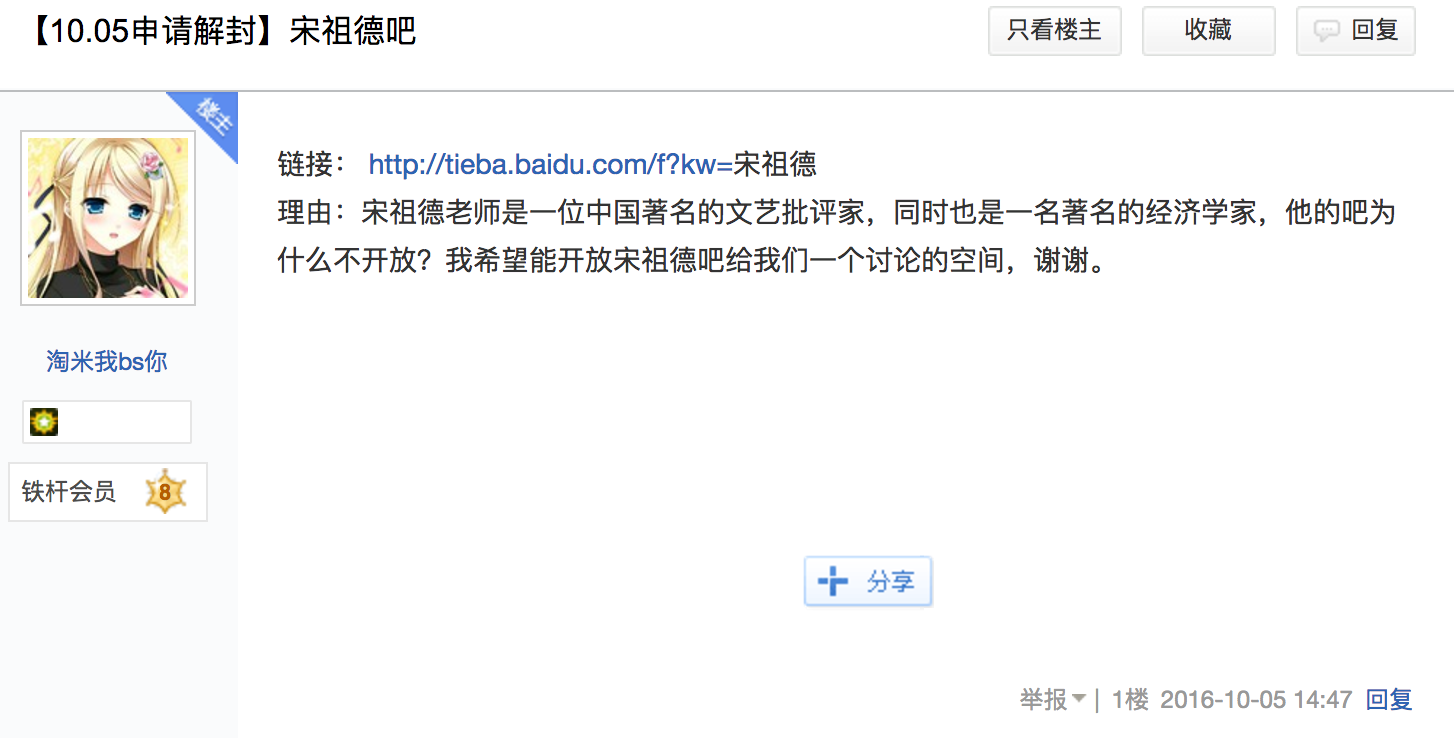 【10.05申请解封】宋祖德吧
只看楼主
收藏
回复
楼主
链接： http://tieba.baidu.com/f?kw=宋祖德
理由：宋祖德老师是一位中国著名的文艺批评家，同时也是一名著名的经济学家，他的吧为
什么不开放？我希望能开放宋祖德吧给我们一个讨论的空间，谢谢。
淘米我bs你
铁杆会员 8
分享
举报 | 1楼 2016-10-05 14:47 回复